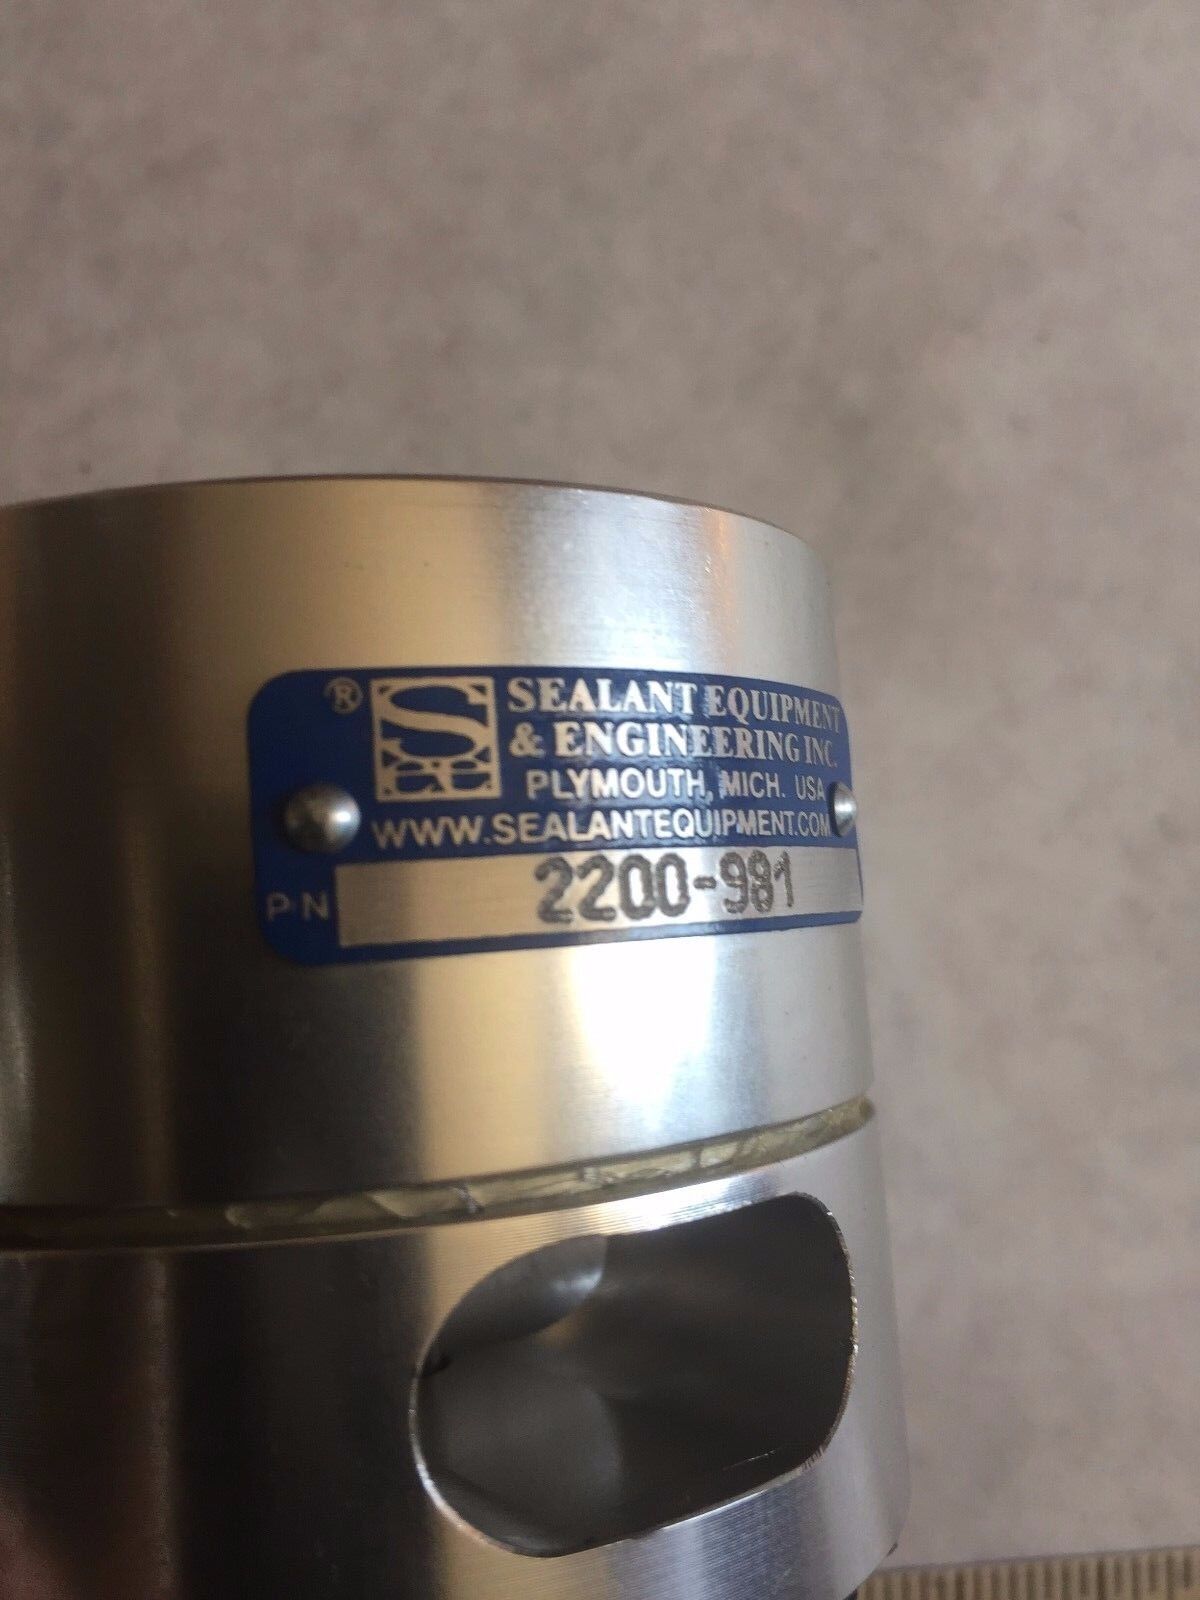 ® S
SEALANT EQUIPMENT
& ENGINEERING INC.
PLYMOUTH, MICH. USA
WWW.SEALANTEQUIPMENT.COM
P·N 2200-981